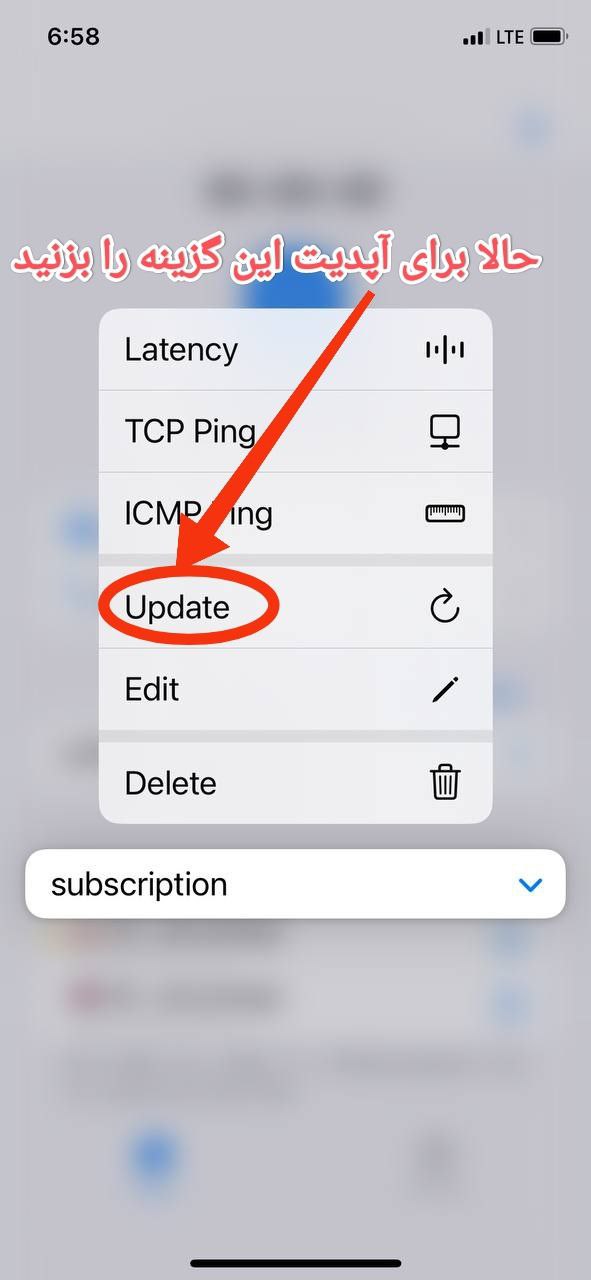 6:58
LTE
حالا برای آپدیت این گزینه را بزنید
Latency
TCP Ping
ICMP Ping
Update
Edit
Delete
subscription